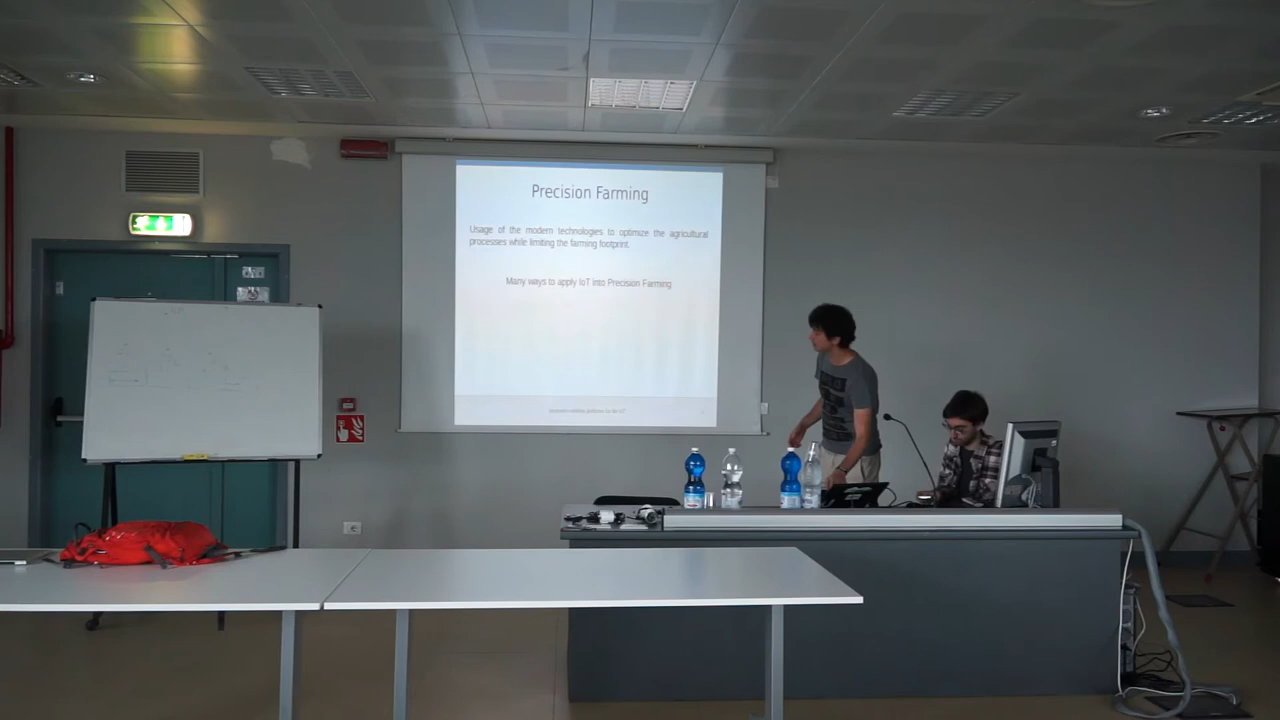 Precision Farming
Usage of the modern technologies to optimize the agricultural
processes while limiting the farming footprint.
Many ways to apply IoT into Precision Farming